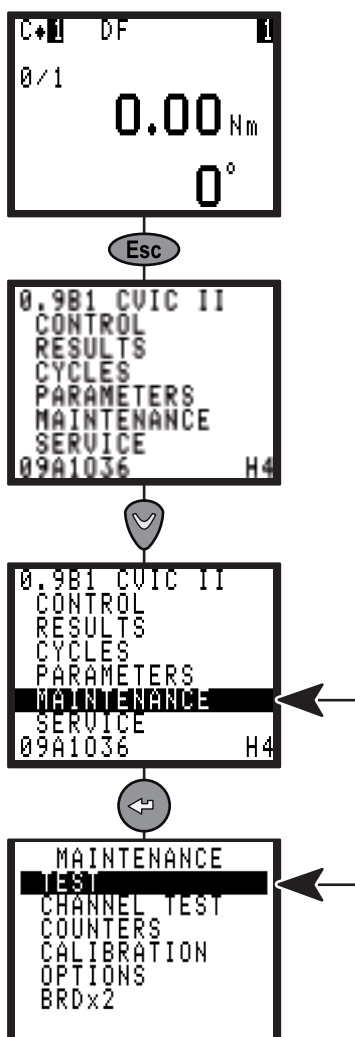 C♦1 DF 1
0/1
0.00 Nm
0°
Esc
0.9B1 CVIC II
CONTROL
RESULTS
CYCLES
PARAMETERS
MAINTENANCE
SERVICE
09A1036 H4
0.9B1 CVIC II
CONTROL
RESULTS
CYCLES
PARAMETERS
MAINTENANCE
SERVICE
09A1036 H4
MAINTENANCE
TEST
CHANNEL TEST
COUNTERS
CALIBRATION
OPTIONS
BRDx2